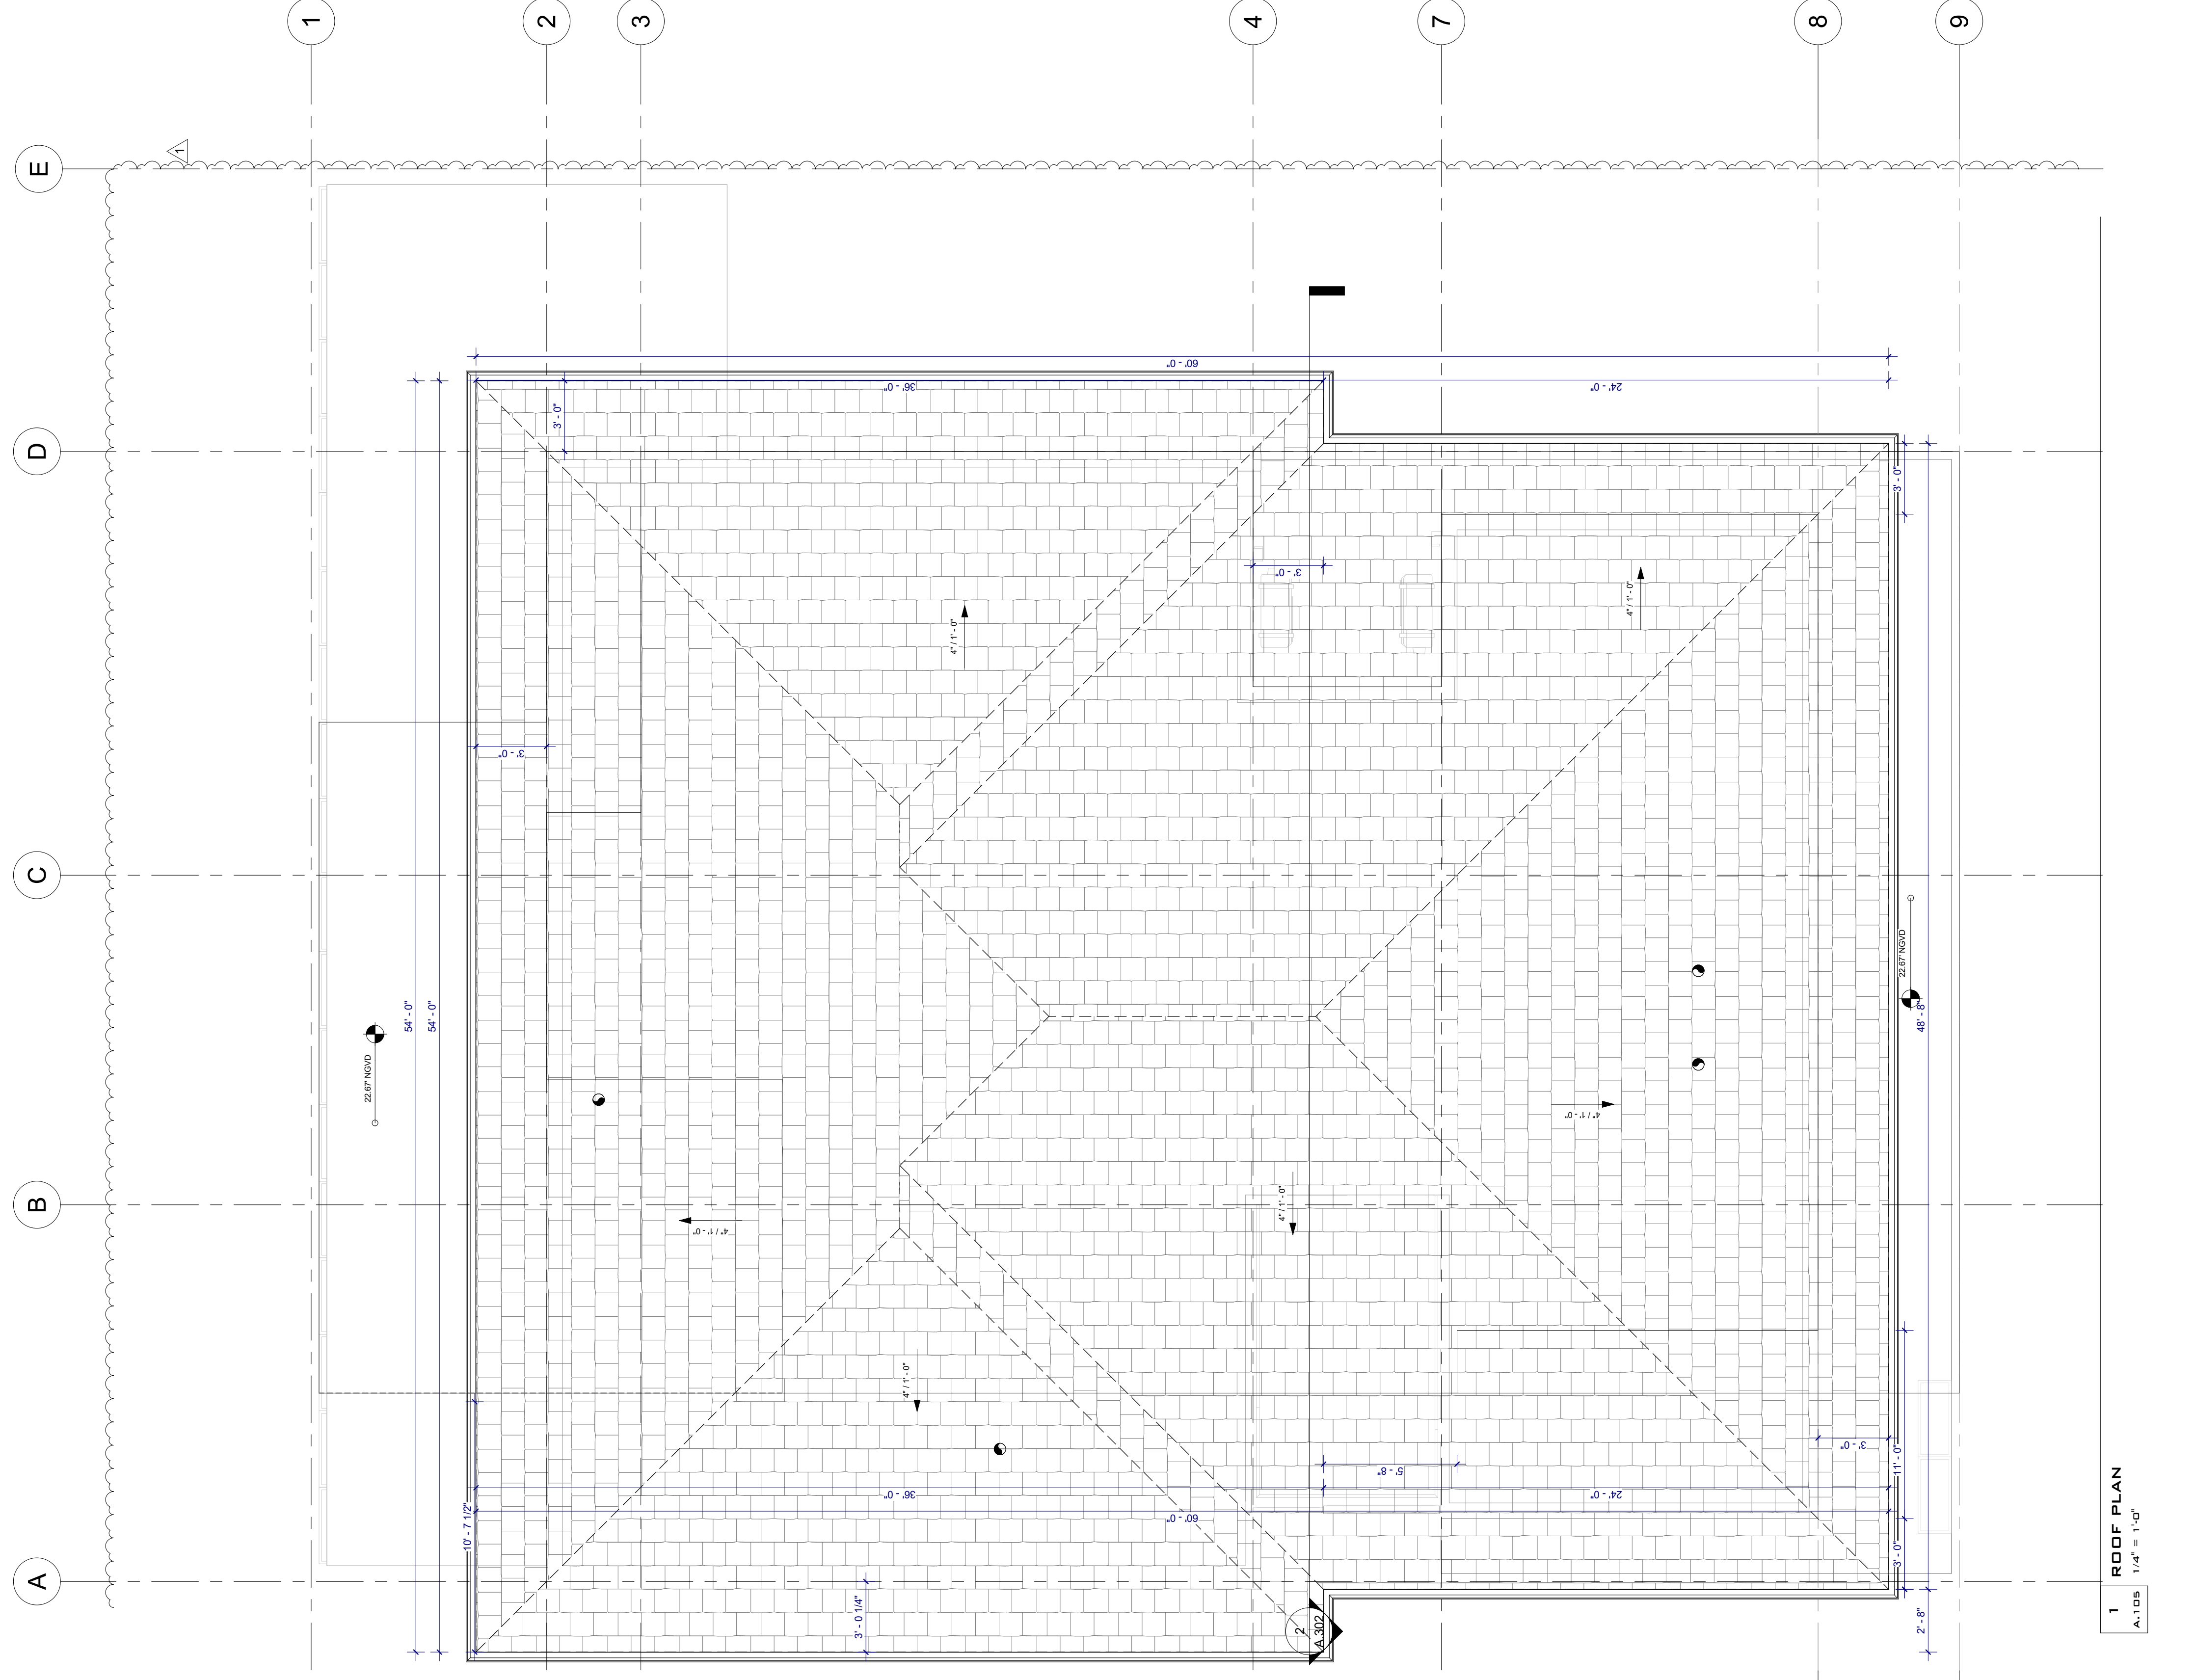 1
2
3
4
7
8
9
E
1
60' - 0"
36' - 0"
24' - 0"
3' - 0"
D
3' - 0"
3' - 0"
4" / 1' - 0"
4" / 1' - 0"
3' - 0"
C
22.67' NGVD
54' - 0"
54' - 0"
48' - 8"
22.67' NGVD
4" / 1' - 0"
B
4" / 1' - 0"
4" / 1' - 0"
4" / 1' - 0"
3' - 0"
5' - 8"
11' - 0"
36' - 0"
24' - 0"
60' - 0"
10' - 7 1/2"
3' - 0"
A
3' - 0 1/4"
2' - 8"
2
A.302
1
A.105
ROOF PLAN
1/4" = 1'-0"